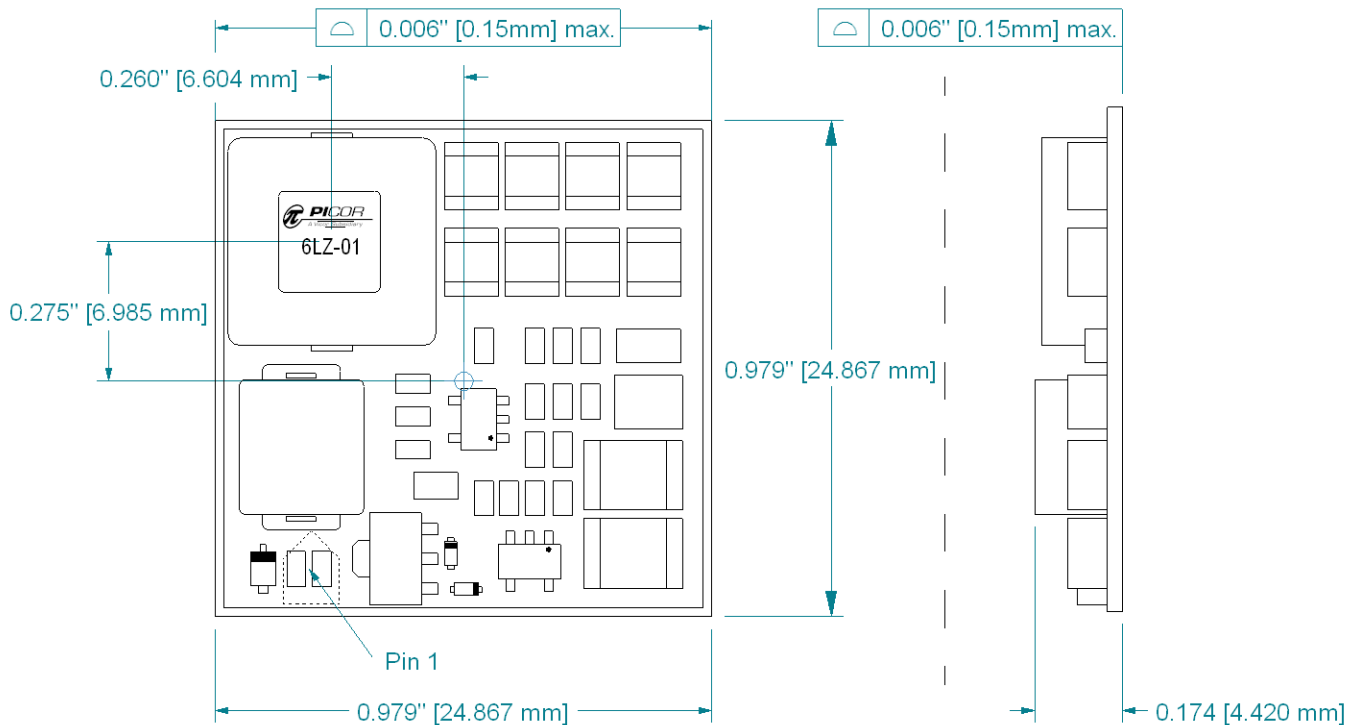 0.006" [0.15mm] max.
0.006" [0.15mm] max.
0.260" [6.604 mm]
π PICOR
6LZ-01
0.275" [6.985 mm]
0.979" [24.867 mm]
Pin 1
0.979" [24.867 mm]
0.174 [4.420 mm]